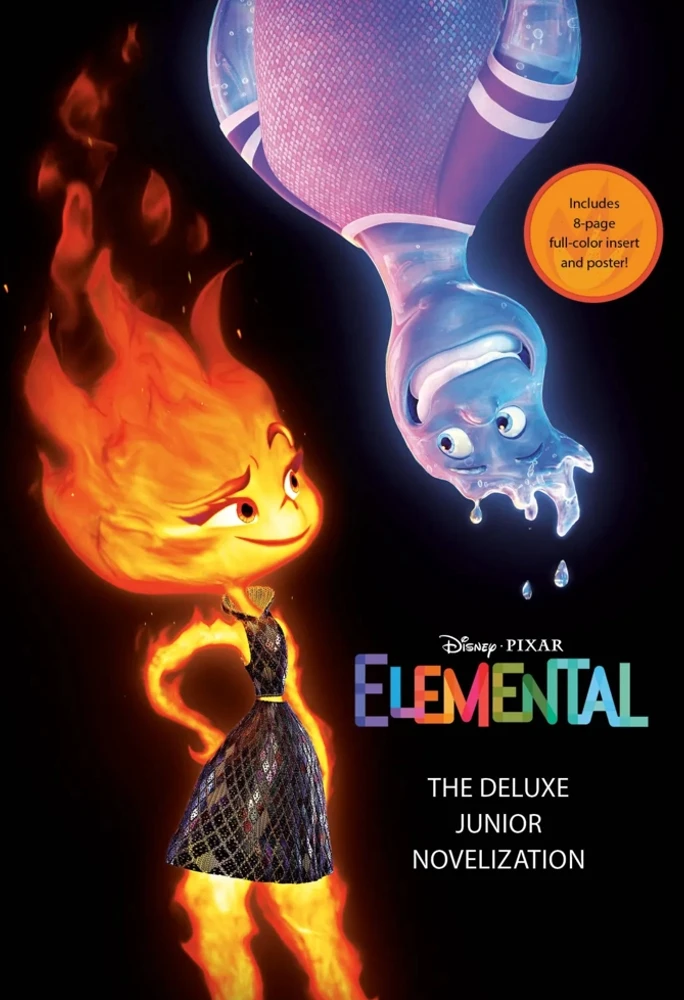 Includes
8-page
full-color insert
and poster!
Disney · PIXAR
ELEMENTAL
THE DELUXE
JUNIOR
NOVELIZATION